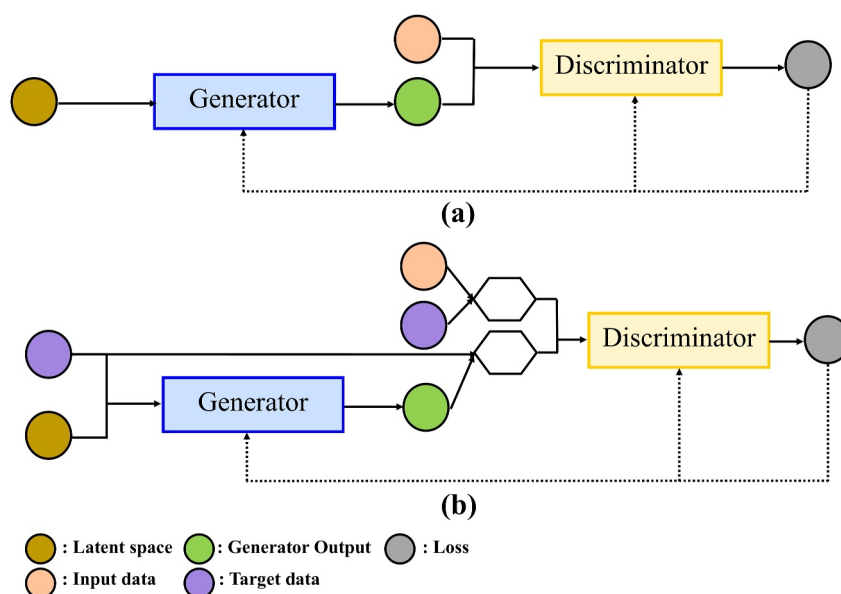 Generator
Discriminator
(a)
Generator
Discriminator
(b)
: Latent space
: Generator Output
: Loss
: Input data
: Target data